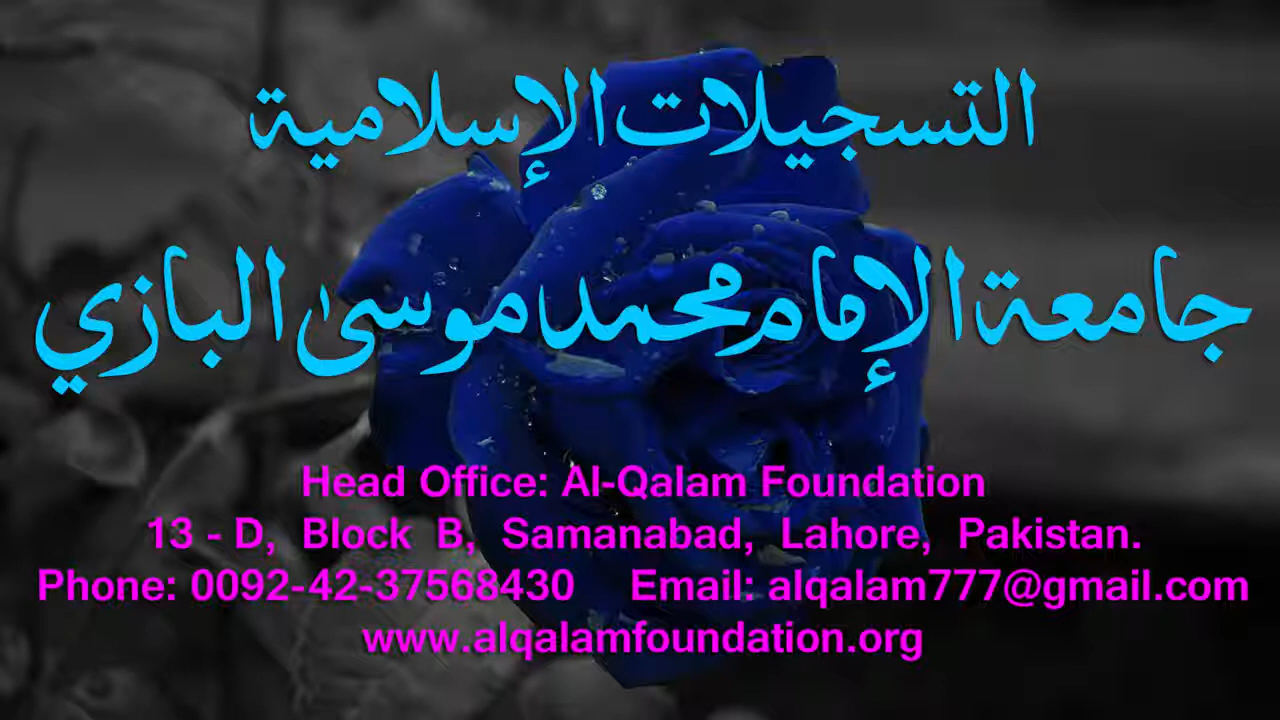 التسجيلات الإسلامية
جامعة الإمام محمد موسىٰ البازي
Head Office: Al-Qalam Foundation
13 - D, Block B, Samanabad, Lahore, Pakistan.
Phone: 0092-42-37568430 Email: alqalam777@gmail.com
www.alqalamfoundation.org